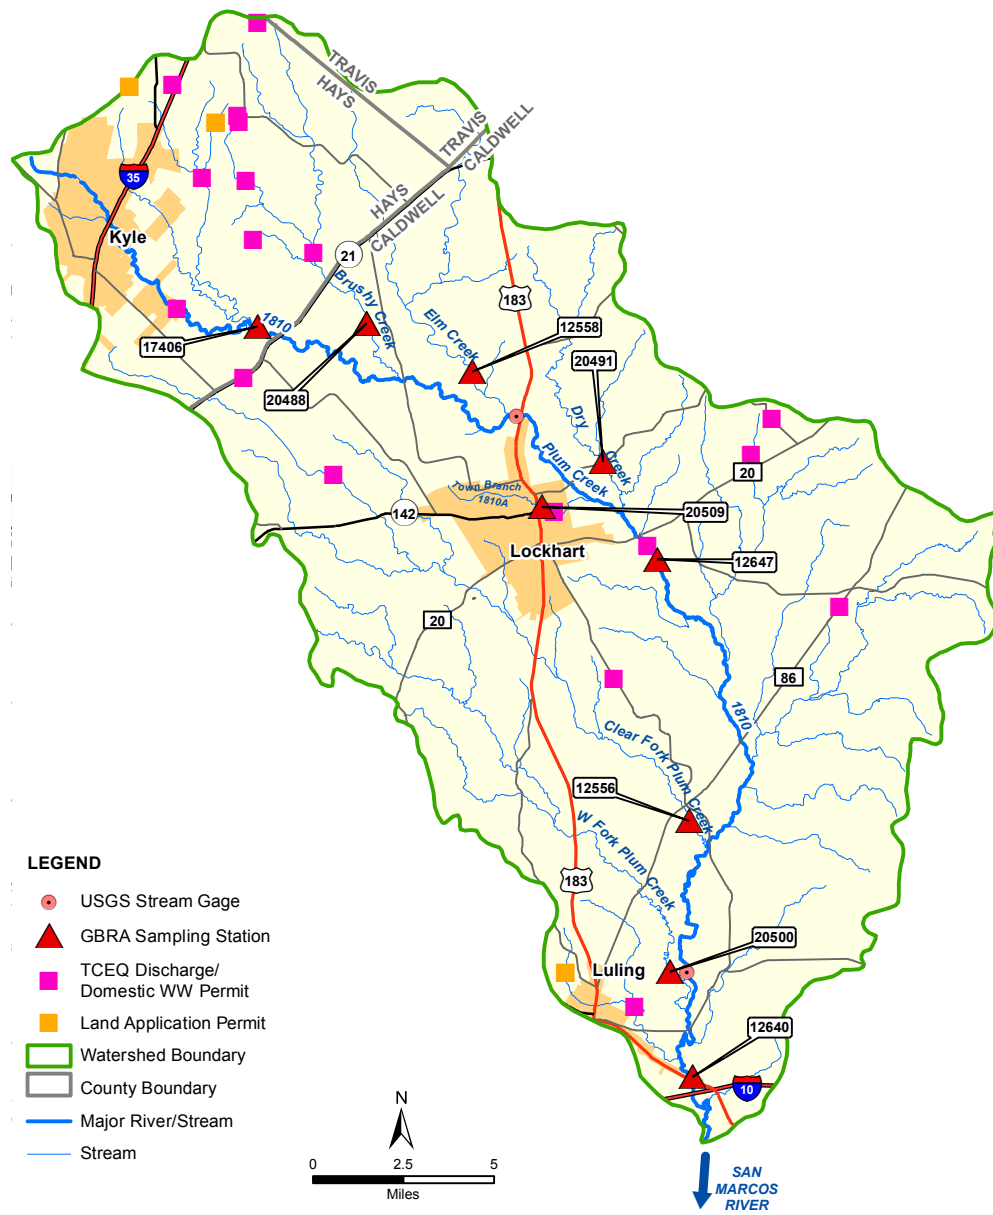 TRAVIS
HAYS
TRAVIS
CALDWELL
HAYS
CALDWELL
35
Kyle
21
Brushy Creek
183
1810
Elm Creek
12558
17406
20491
20488
Dry
Creek
Plum Creek
20
Town Branch
1810A
142
20509
Lockhart
12647
20
86
1810
Clear Fork Plum Creek
12556
W Fork Plum Creek
183
20500
Luling
12640
10
LEGEND
USGS Stream Gage
GBRA Sampling Station
TCEQ Discharge/
Domestic WW Permit
Land Application Permit
Watershed Boundary
County Boundary
Major River/Stream
Stream
N
0 2.5 5
Miles
SAN
MARCOS
RIVER